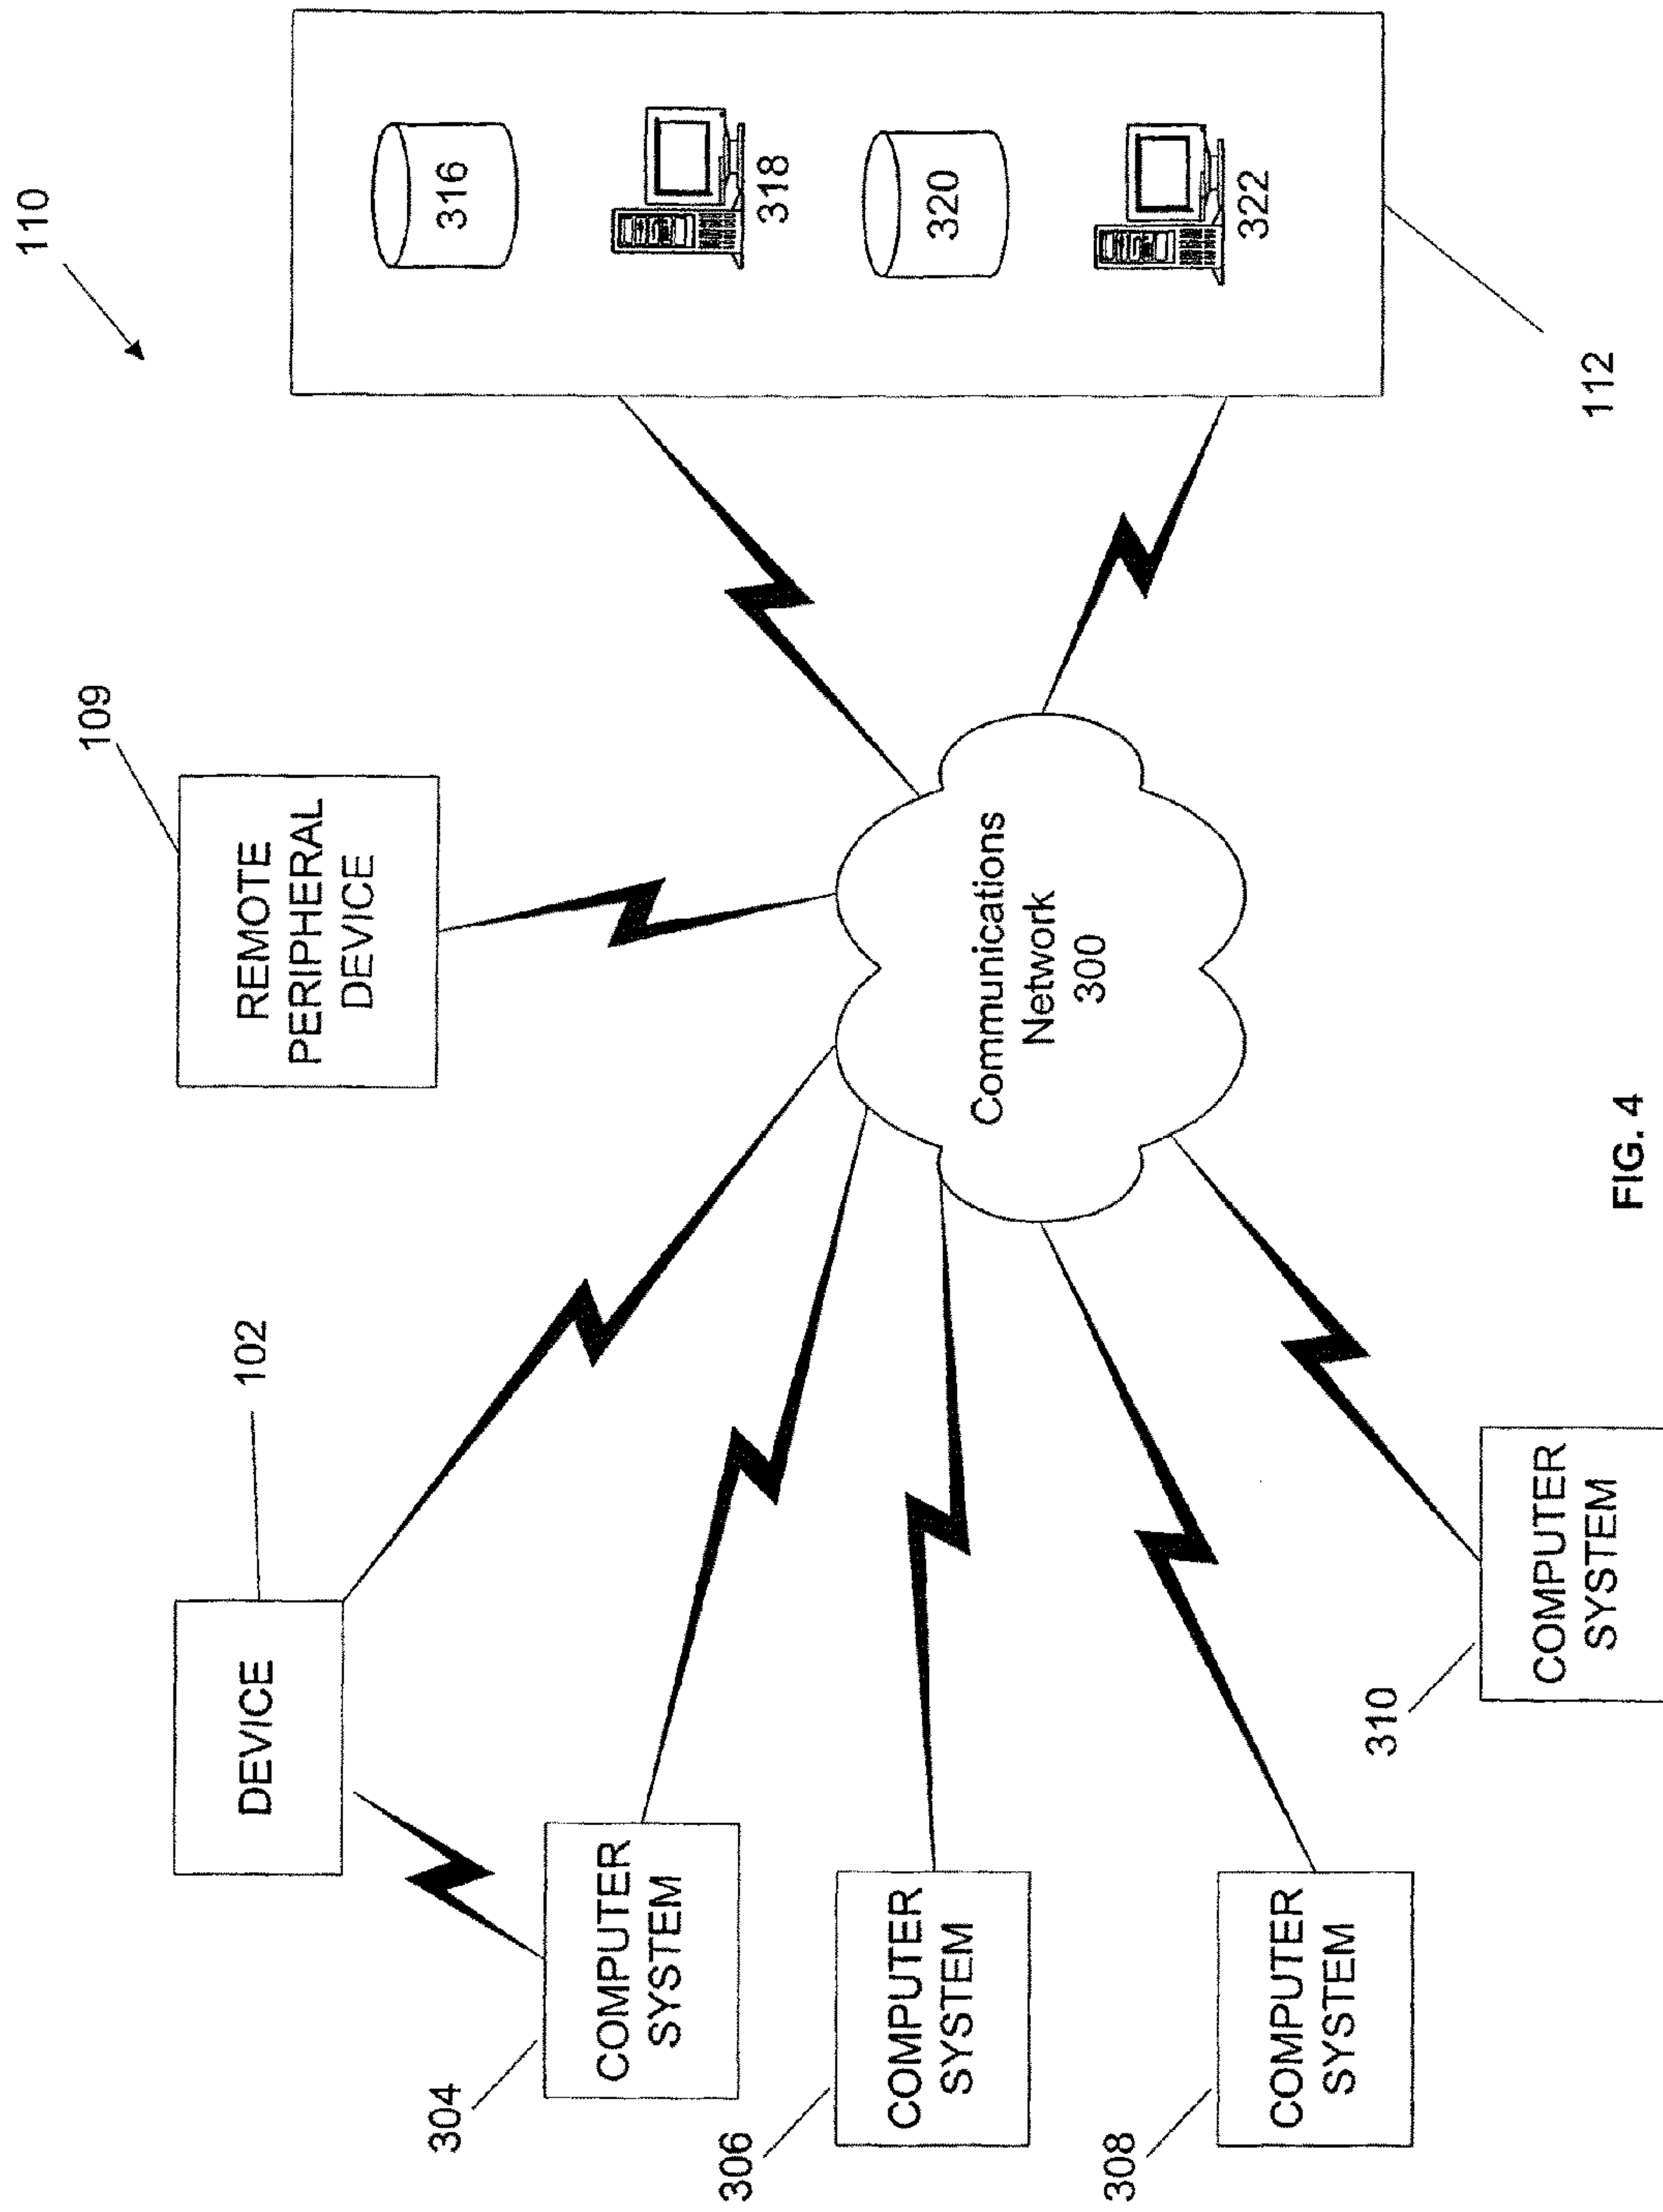 110
109
REMOTE
PERIPHERAL
DEVICE
102
DEVICE
316
318
320
322
112
304
COMPUTER
SYSTEM
306
COMPUTER
SYSTEM
308
COMPUTER
SYSTEM
310
COMPUTER
SYSTEM
Communications
Network
300
FIG. 4